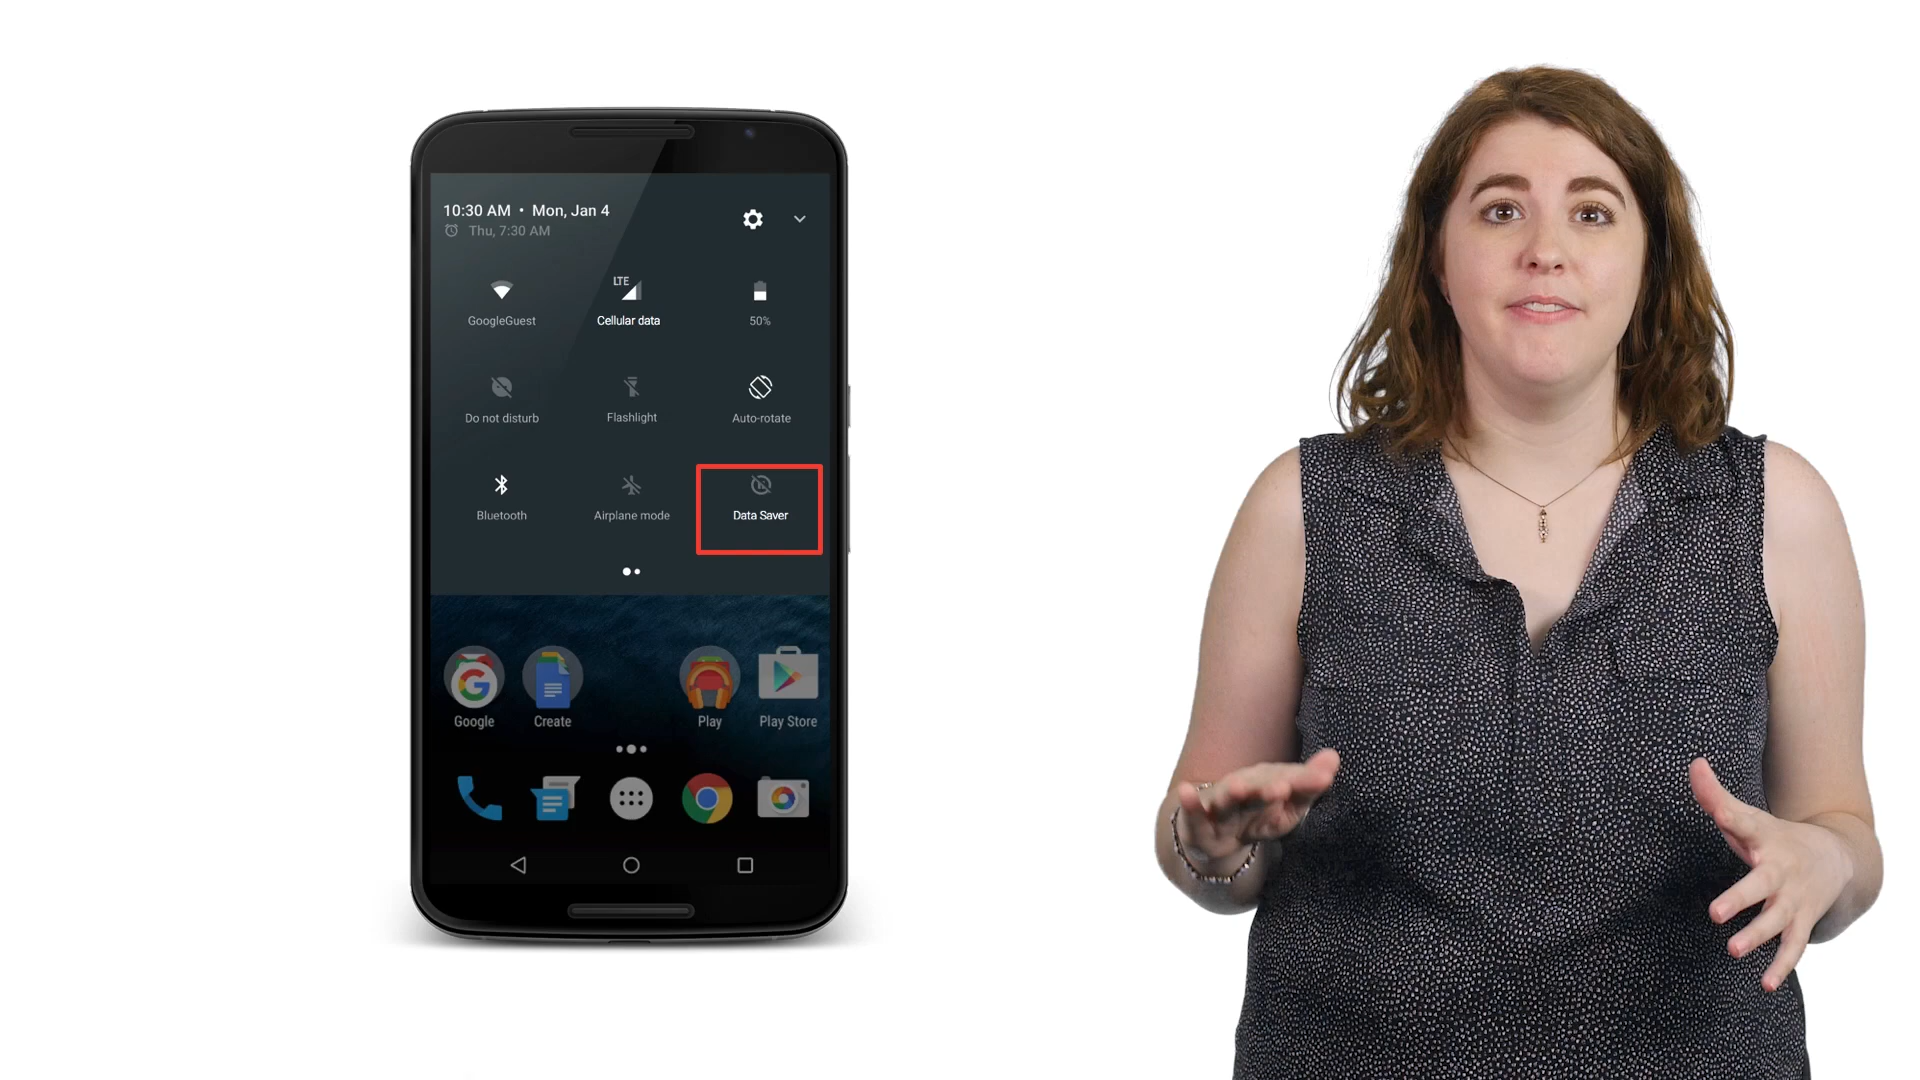 10:30 AM • Mon, Jan 4
Thu, 7:30 AM
LTE
GoogleGuest
Cellular data
50%
Do not disturb
Flashlight
Auto-rotate
Bluetooth
Airplane mode
Data Saver
Google
Create
Play
Play Store